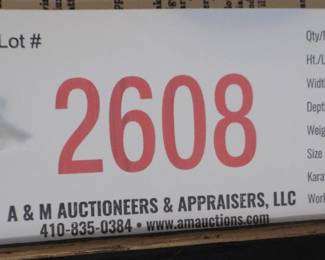 Lot #
2608
A & M AUCTIONEERS & APPRAISERS, LLC
410-835-0384 • www.amauctions.com
Qty/
Ht./L
Widt
Dept
Weig
Size
Kara
Work